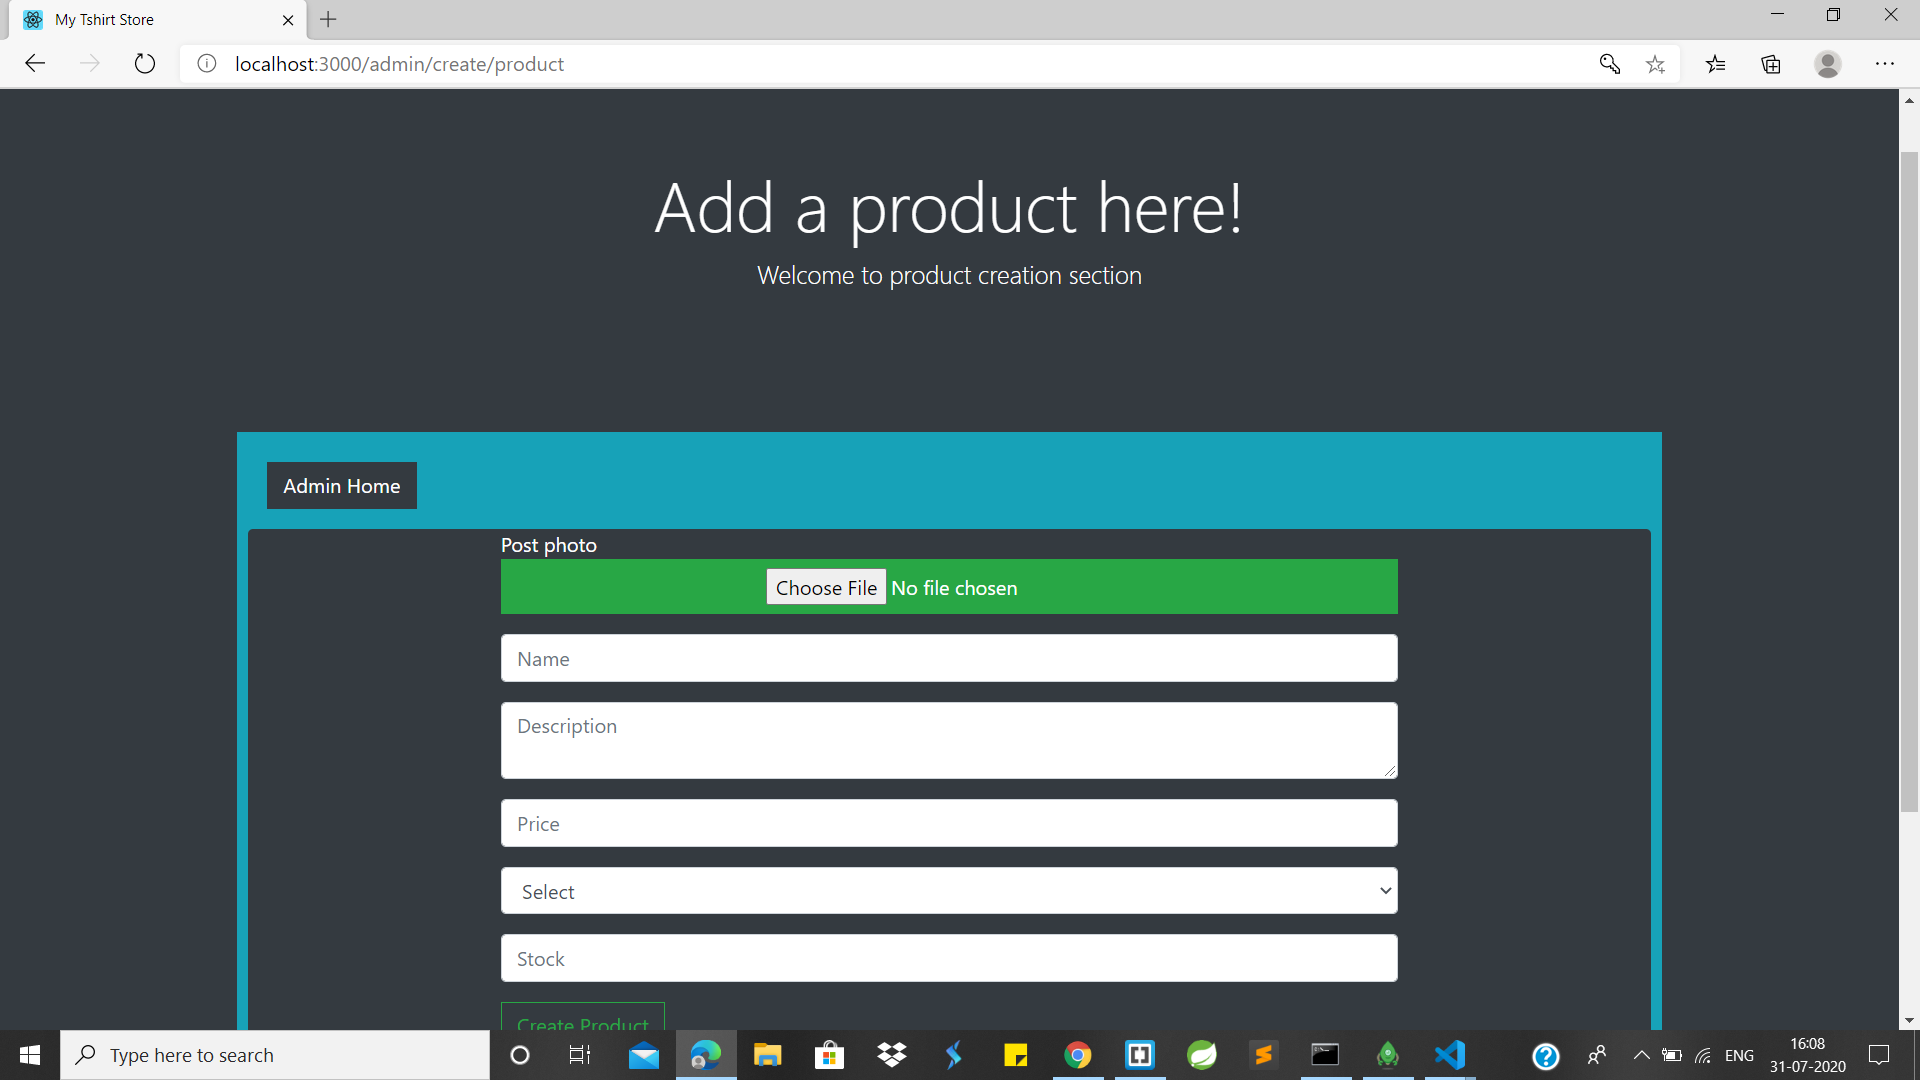 My Tshirt Store
localhost:3000/admin/create/product
Add a product here!
Welcome to product creation section
Admin Home
Post photo
Choose File No file chosen
Name
Description
Price
Select
Stock
Create Product
Type here to search
ENG
16:08
31-07-2020